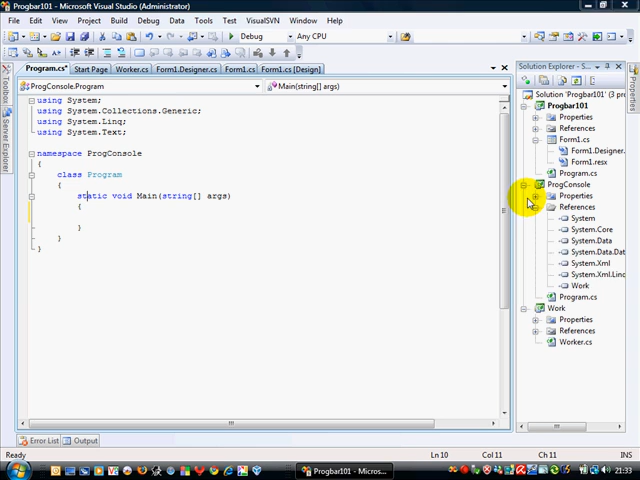 Progbar101 - Microsoft Visual Studio (Administrator)
File Edit View Project Build Debug Data Tools VisualSVN Window Help
Debug Any CPU
Program.cs* Start Page Worker.cs Form1.Designer.cs Form1.cs Form1.cs [Design]
ProgConsole.Program Main(string[] args)
using System;
using System.Collections.Generic;
using System.Linq;
using System.Text;
namespace ProgConsole
{
class Program
{
static void Main(string[] args)
{
}
}
}
Toolbox
Server Explorer
Solution Explorer -
Solution 'Progbar101'
Progbar101
Properties
References
Form1.cs
Form1.Designer.
Form1.resx
Program.cs
ProgConsole
Properties
References
System
System.Core
System.Data
System.Data.Dat
System.Xml
System.Xml.Linq
Work
Program.cs
Work
Properties
References
Worker.cs
Properties
Error List Output
Ready Ln 10 Col 11 Ch 11 INS
Progbar101 - Micros... 21:33